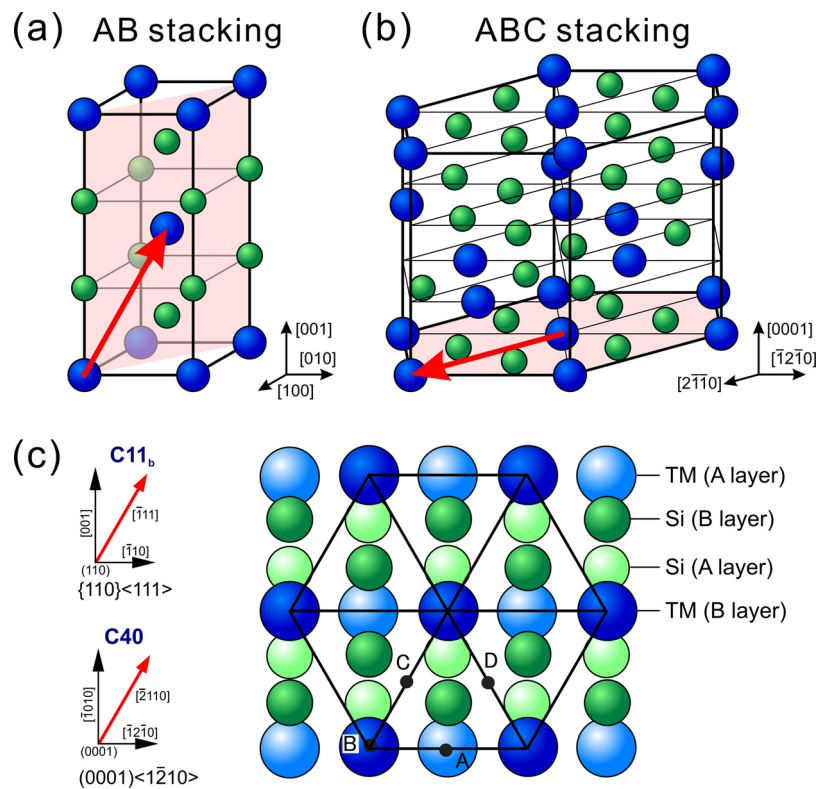 (a) AB stacking
(b) ABC stacking
[001]
[010]
[100]
[0001]
[1̅21̅0]
[21̅1̅0]
(c)
C11b
[001]
[1̅11]
[1̅10]
(110)
{110}<111>
C40
[1̅010]
[2̅110]
[1̅21̅0]
(0001)
(0001)<12̅10>
TM (A layer)
Si (B layer)
Si (A layer)
TM (B layer)
C
D
B
A